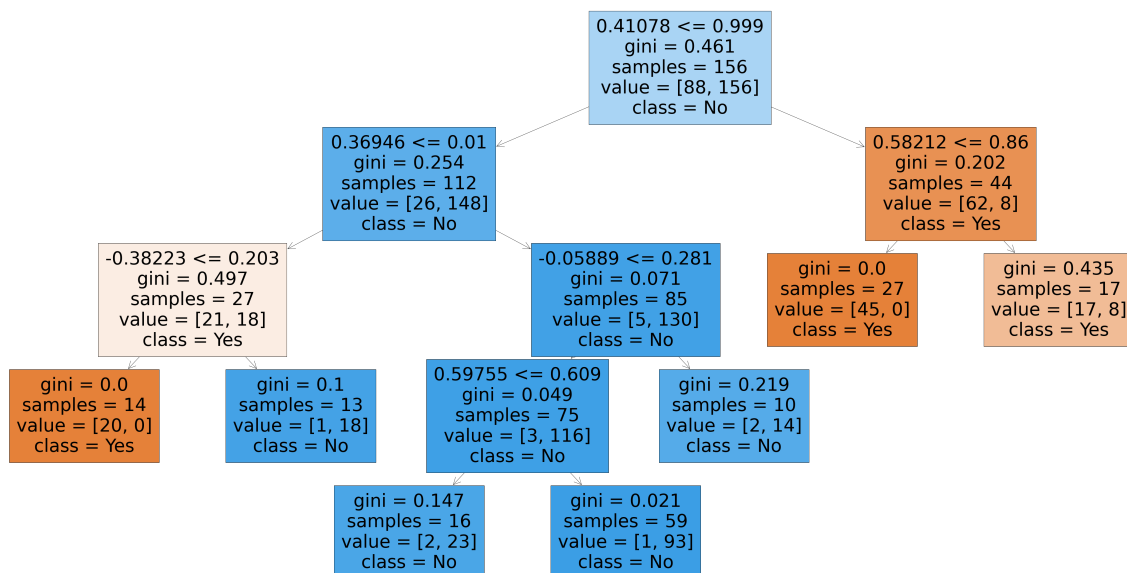 0.41078 <= 0.999
gini = 0.461
samples = 156
value = [88, 156]
class = No
0.36946 <= 0.01
gini = 0.254
samples = 112
value = [26, 148]
class = No
0.58212 <= 0.86
gini = 0.202
samples = 44
value = [62, 8]
class = Yes
-0.38223 <= 0.203
gini = 0.497
samples = 27
value = [21, 18]
class = Yes
-0.05889 <= 0.281
gini = 0.071
samples = 85
value = [5, 130]
class = No
gini = 0.0
samples = 27
value = [45, 0]
class = Yes
gini = 0.435
samples = 17
value = [17, 8]
class = Yes
gini = 0.0
samples = 14
value = [20, 0]
class = Yes
gini = 0.1
samples = 13
value = [1, 18]
class = No
0.59755 <= 0.609
gini = 0.049
samples = 75
value = [3, 116]
class = No
gini = 0.219
samples = 10
value = [2, 14]
class = No
gini = 0.147
samples = 16
value = [2, 23]
class = No
gini = 0.021
samples = 59
value = [1, 93]
class = No